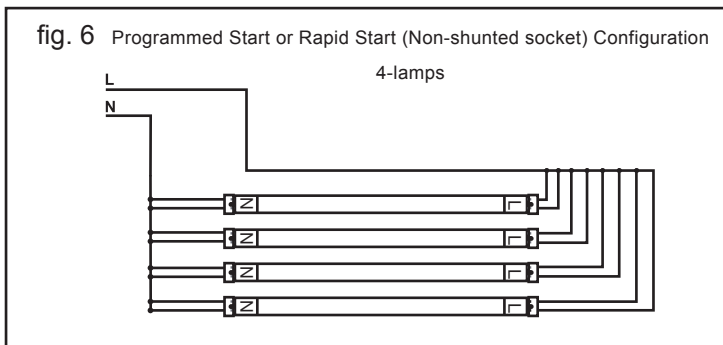 fig. 6 Programmed Start or Rapid Start (Non-shunted socket) Configuration
4-lamps
L
N
N L
N L
N L
N L